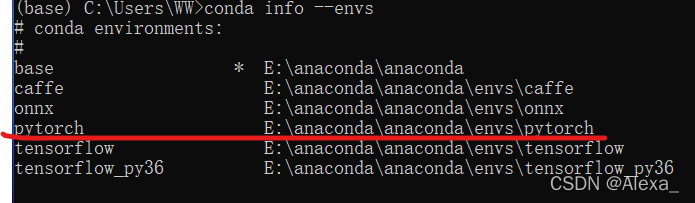 (base) C:\Users\WW>conda info --envs
# conda environments:
#
base                  *  E:\anaconda\anaconda
caffe                    E:\anaconda\anaconda\envs\caffe
onnx                     E:\anaconda\anaconda\envs\onnx
pytorch                  E:\anaconda\anaconda\envs\pytorch
tensorflow               E:\anaconda\anaconda\envs\tensorflow
tensorflow_py36          E:\anaconda\anaconda\envs\tensorflow_py36
CSDN @Alexa_